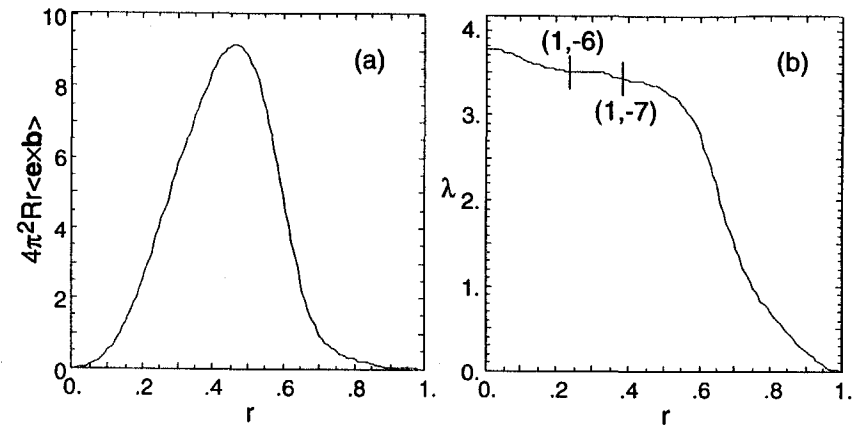 10
8
6
4
2
0
4π²Rr<e×b>
(a)
0. .2 .4 .6 .8 1.
r
4.
3.
2.
1.
0.
λ
(1,-6)
(1,-7)
(b)
0. .2 .4 .6 .8 1.
r